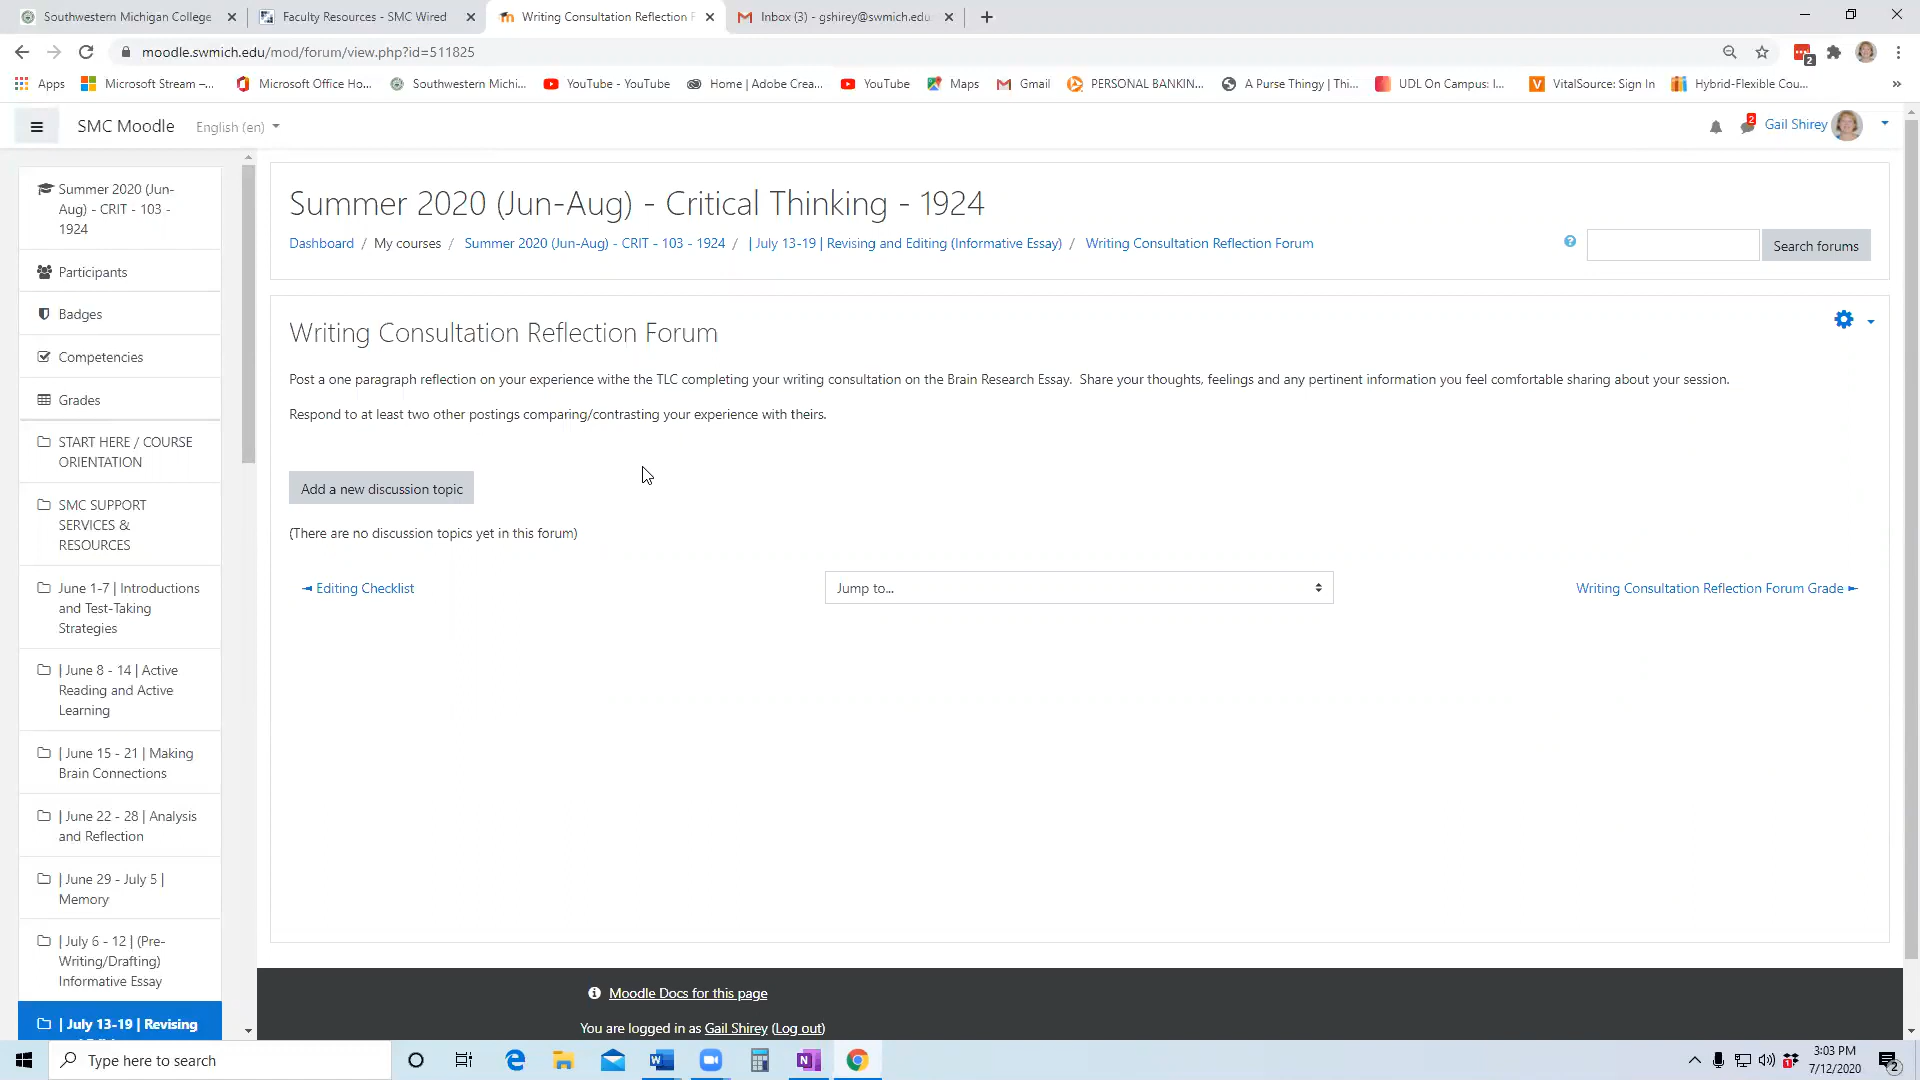 Southwestern Michigan College
Faculty Resources - SMC Wired
Writing Consultation Reflection F
Inbox (3) - gshirey@swmich.edu
moodle.swmich.edu/mod/forum/view.php?id=511825
2
Apps
Microsoft Stream –...
Microsoft Office Ho...
Southwestern Michi...
YouTube - YouTube
Home | Adobe Crea...
YouTube
Maps
Gmail
PERSONAL BANKIN...
A Purse Thingy | Thi...
UDL On Campus: I...
VitalSource: Sign In
Hybrid-Flexible Cou...
»
SMC Moodle
English (en)
2
Gail Shirey
Summer 2020 (Jun-
Aug) - CRIT - 103 -
1924
Participants
Badges
Competencies
Grades
START HERE / COURSE
ORIENTATION
SMC SUPPORT
SERVICES &
RESOURCES
June 1-7 | Introductions
and Test-Taking
Strategies
| June 8 - 14 | Active
Reading and Active
Learning
| June 15 - 21 | Making
Brain Connections
| June 22 - 28 | Analysis
and Reflection
| June 29 - July 5 |
Memory
| July 6 - 12 | (Pre-
Writing/Drafting)
Informative Essay
| July 13-19 | Revising
Summer 2020 (Jun-Aug) - Critical Thinking - 1924
Dashboard / My courses / Summer 2020 (Jun-Aug) - CRIT - 103 - 1924 / | July 13-19 | Revising and Editing (Informative Essay) / Writing Consultation Reflection Forum
Search forums
Writing Consultation Reflection Forum
Post a one paragraph reflection on your experience withe the TLC completing your writing consultation on the Brain Research Essay. Share your thoughts, feelings and any pertinent information you feel comfortable sharing about your session.
Respond to at least two other postings comparing/contrasting your experience with theirs.
Add a new discussion topic
(There are no discussion topics yet in this forum)
◄ Editing Checklist
Jump to...
Writing Consultation Reflection Forum Grade ►
Moodle Docs for this page
You are logged in as Gail Shirey (Log out)
Type here to search
3:03 PM
7/12/2020
2